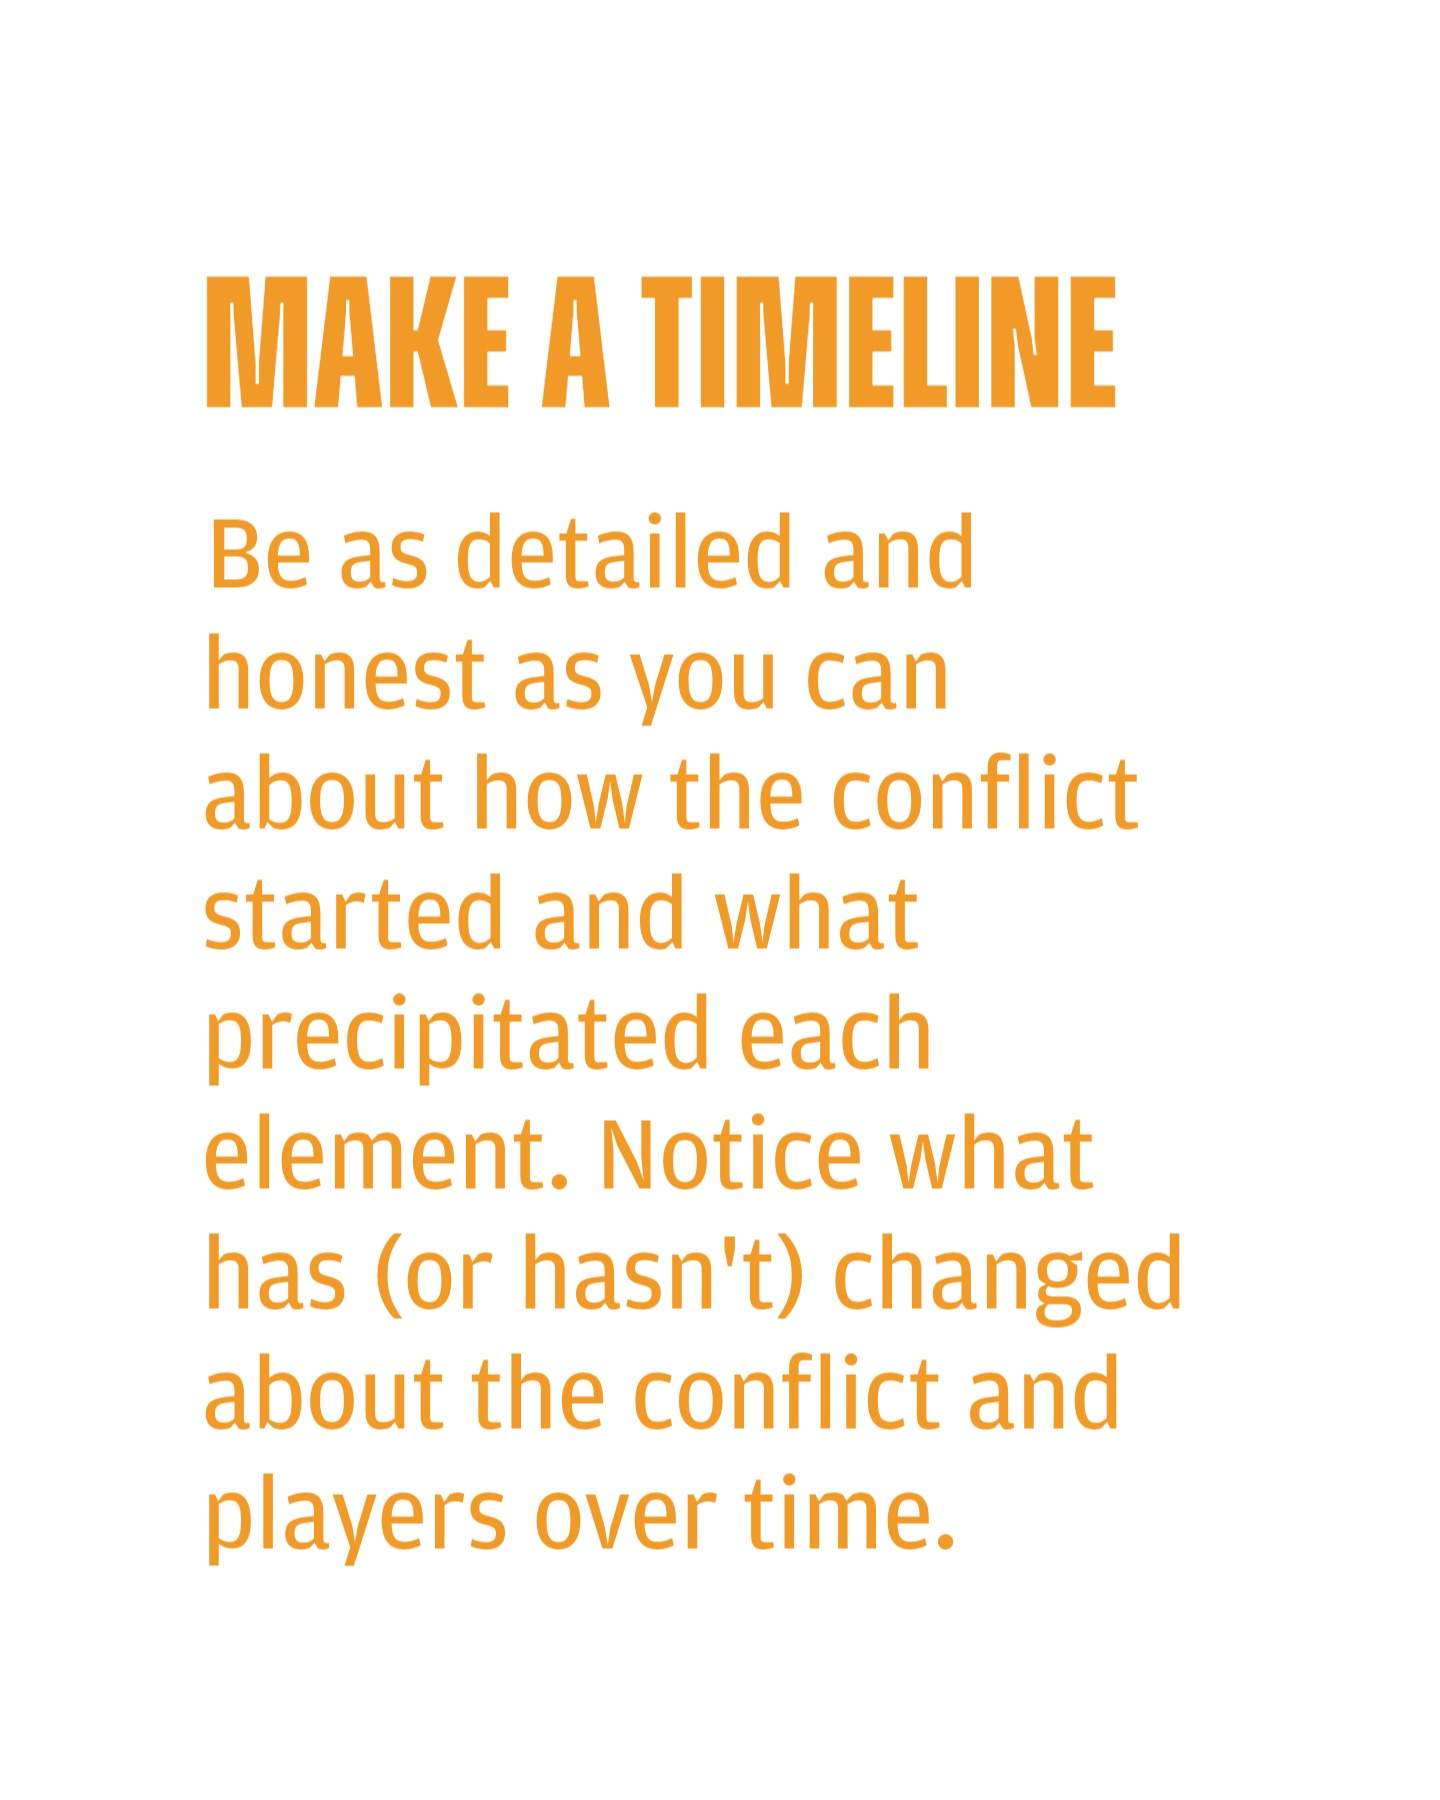 MAKE A TIMELINE
Be as detailed and
honest as you can
about how the conflict
started and what
precipitated each
element. Notice what
has (or hasn't) changed
about the conflict and
players over time.